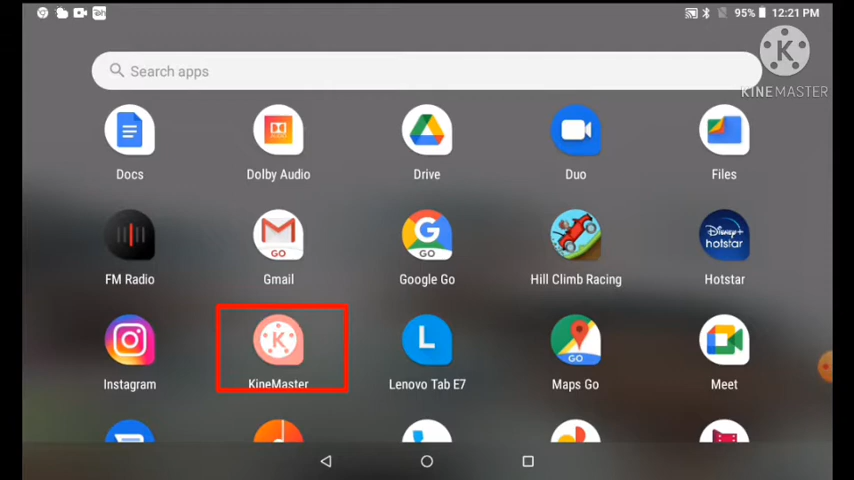 95% 12:21 PM
Search apps
KINEMASTER
Docs
Dolby Audio
Drive
Duo
Files
FM Radio
Gmail
Google Go
Hill Climb Racing
Hotstar
Instagram
KineMaster
Lenovo Tab E7
Maps Go
Meet